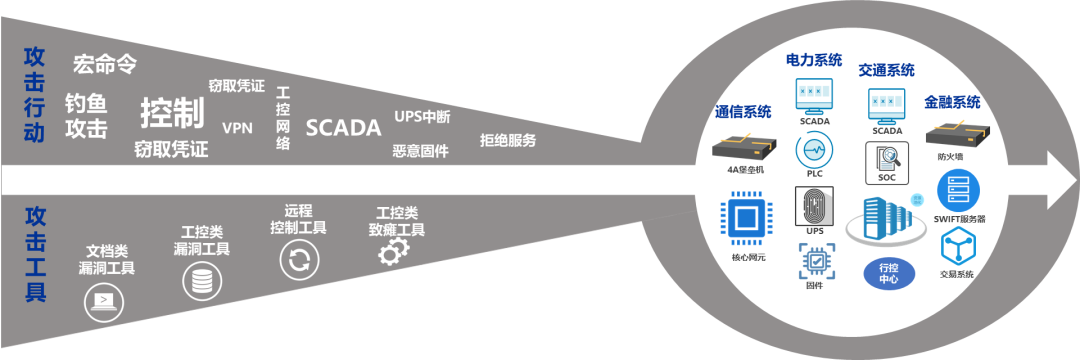 攻击行动
宏命令
钓鱼
攻击
控制
窃取凭证
窃取凭证
VPN
工控网络
SCADA
UPS中断
恶意固件
拒绝服务
攻击工具
文档类
漏洞工具
工控类
漏洞工具
远程
控制工具
工控类
致瘫工具
通信系统
4A堡垒机
核心网元
电力系统
SCADA
PLC
UPS
固件
交通系统
SCADA
SOC
行控
中心
金融系统
防火墙
SWIFT服务器
交易系统